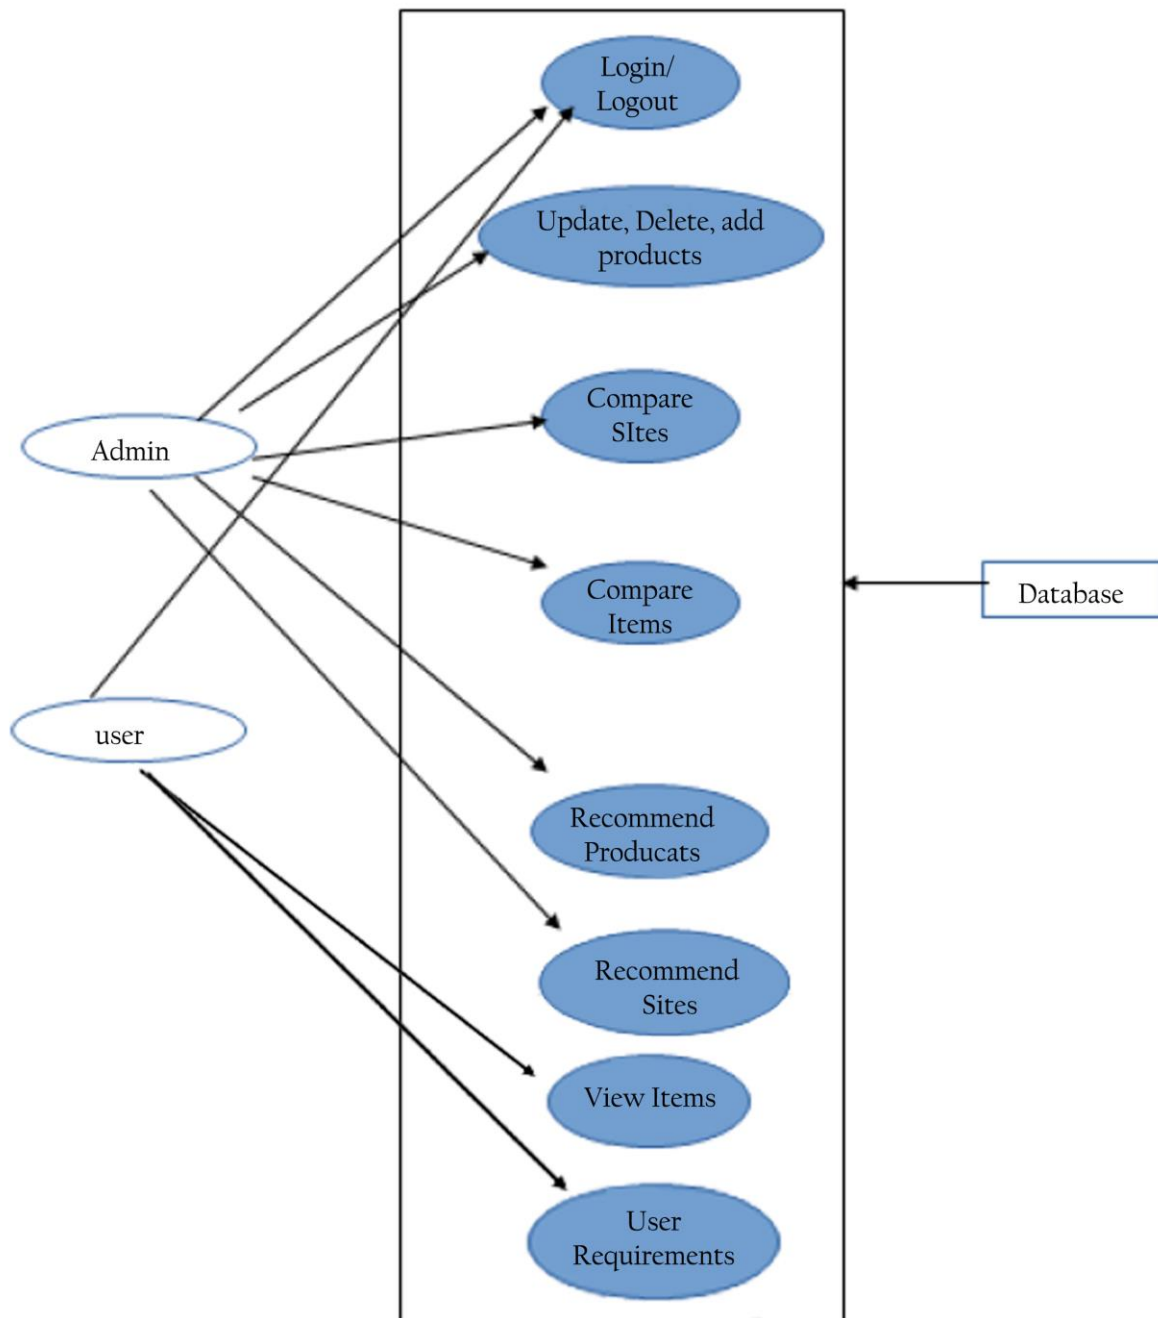 Login/
Logout
Update, Delete, add
products
Compare
SItes
Admin
Compare
Items
Database
user
Recommend
Producats
Recommend
Sites
View Items
User
Requirements